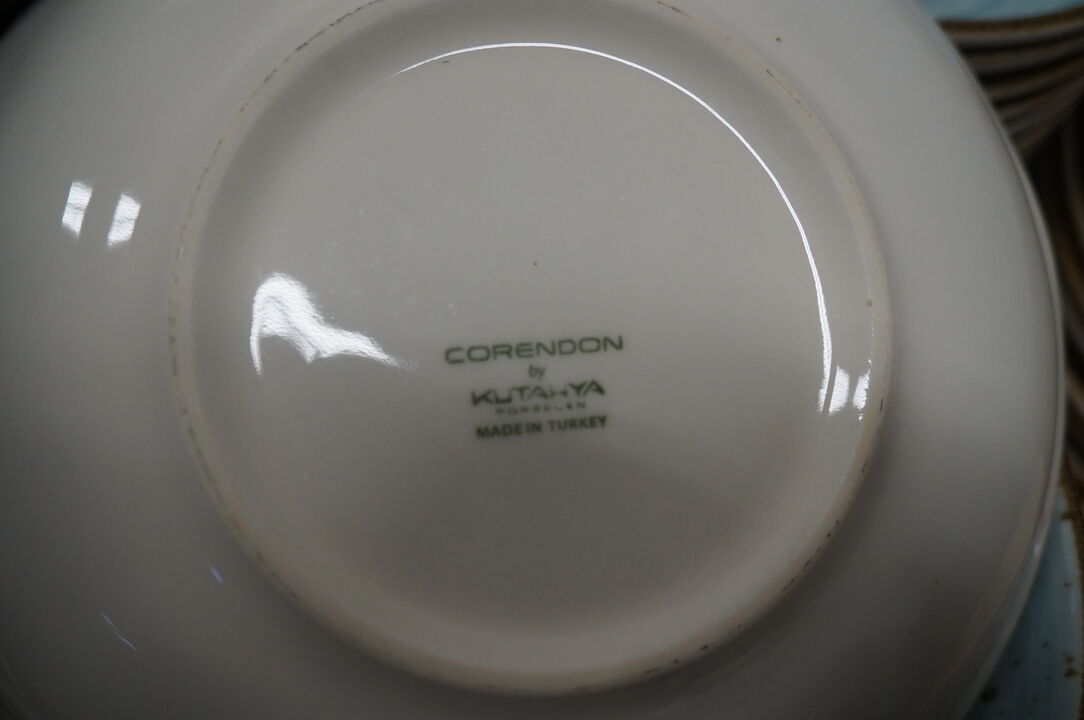 CORENDON
by
KUTAHYA
PORSELEN
MADE IN TURKEY